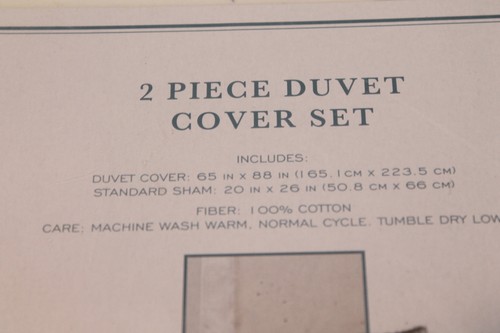 2 PIECE DUVET
COVER SET
INCLUDES:
DUVET COVER: 65 IN X 88 IN (165.1CM X 223.5 CM)
STANDARD SHAM: 20 IN X 26 IN (50.8 CM X 66 CM)
FIBER: 100% COTTON
CARE: MACHINE WASH WARM, NORMAL CYCLE. TUMBLE DRY LOW